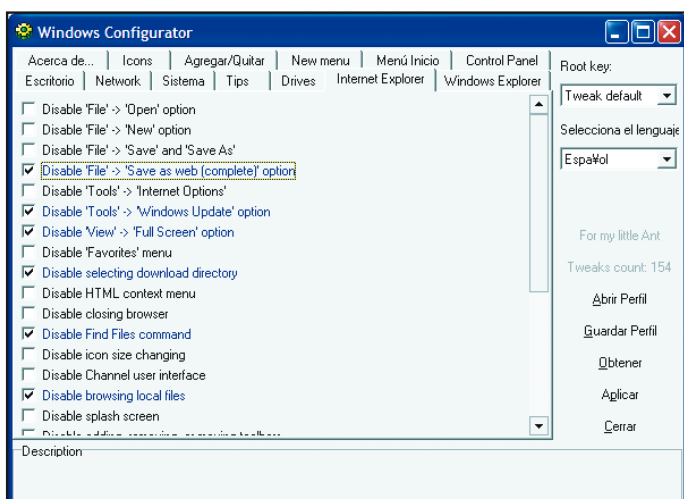 Windows Configurator
Acerca de... Icons Agregar/Quitar New menu Menú Inicio Control Panel
Escritorio Network Sistema Tips Drives Internet Explorer Windows Explorer
Disable 'File' -> 'Open' option
Disable 'File' -> 'New' option
Disable 'File' -> 'Save' and 'Save As'
Disable 'File' -> 'Save as web (complete)' option
Disable 'Tools' -> 'Internet Options'
Disable 'Tools' -> 'Windows Update' option
Disable 'View' -> 'Full Screen' option
Disable 'Favorites' menu
Disable selecting download directory
Disable HTML context menu
Disable closing browser
Disable Find Files command
Disable icon size changing
Disable Channel user interface
Disable browsing local files
Disable splash screen
Description
Root key:
Tweak default
Selecciona el lenguaje
Espa¥ol
For my little Ant
Tweaks count: 154
Abrir Perfil
Guardar Perfil
Obtener
Aplicar
Cerrar